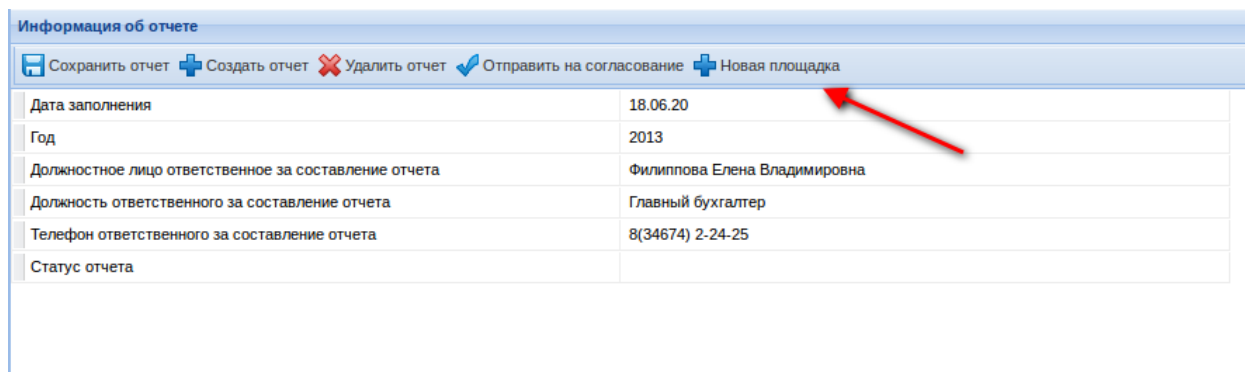 Информация об отчете
Сохранить отчет Создать отчет Удалить отчет Отправить на согласование Новая площадка
Дата заполнения 18.06.20
Год 2013
Должностное лицо ответственное за составление отчета Филиппова Елена Владимировна
Должность ответственного за составление отчета Главный бухгалтер
Телефон ответственного за составление отчета 8(34674) 2-24-25
Статус отчета